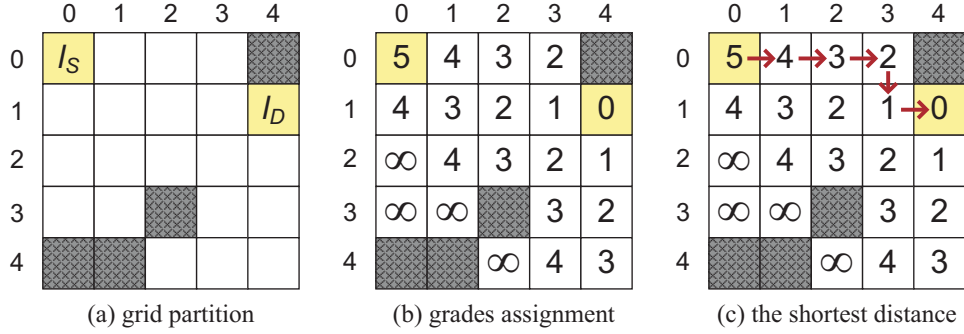 0 1 2 3 4 0 1 2 3 4 0 1 2 3 4
0 I_S 0 5 4 3 2 0 5 4 3 2
1 I_D 1 4 3 2 1 0 1 4 3 2 1 0
2 2 ∞ 4 3 2 1 2 ∞ 4 3 2 1
3 3 ∞ ∞ 3 2 3 ∞ ∞ 3 2
4 4 ∞ 4 3 4 ∞ 4 3
(a) grid partition (b) grades assignment (c) the shortest distance